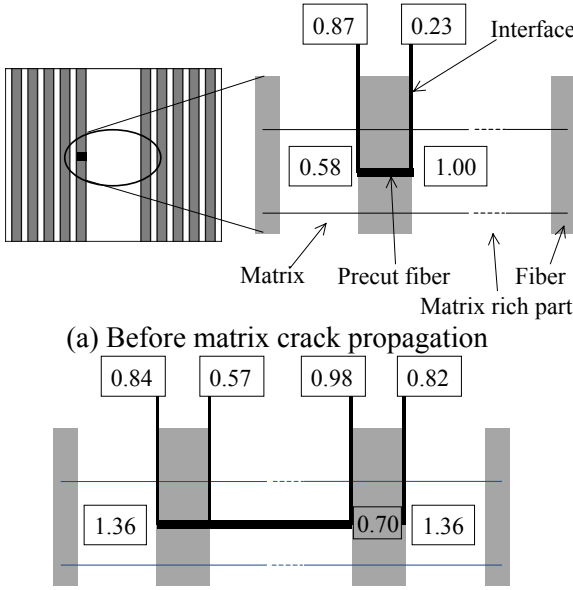 0.87 0.23 Interface
0.58 1.00
Matrix Precut fiber Fiber
Matrix rich part
(a) Before matrix crack propagation
0.84 0.57 0.98 0.82
1.36 0.70 1.36